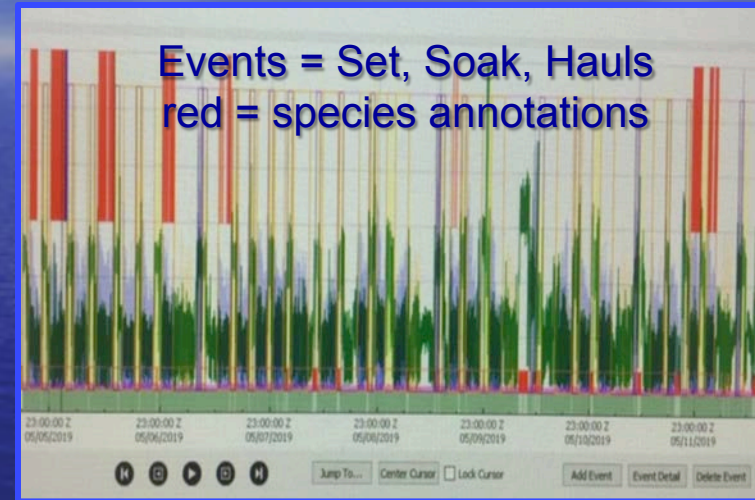 Events = Set, Soak, Hauls
red = species annotations
23:00:00 Z 23:00:00 Z 23:00:00 Z 23:00:00 Z 23:00:00 Z 23:00:00 Z 23:00:00 Z
05/05/2019 05/06/2019 05/07/2019 05/08/2019 05/09/2019 05/10/2019 05/11/2019
Jump To... Center Cursor Lock Cursor Add Event Event Detail Delete Event